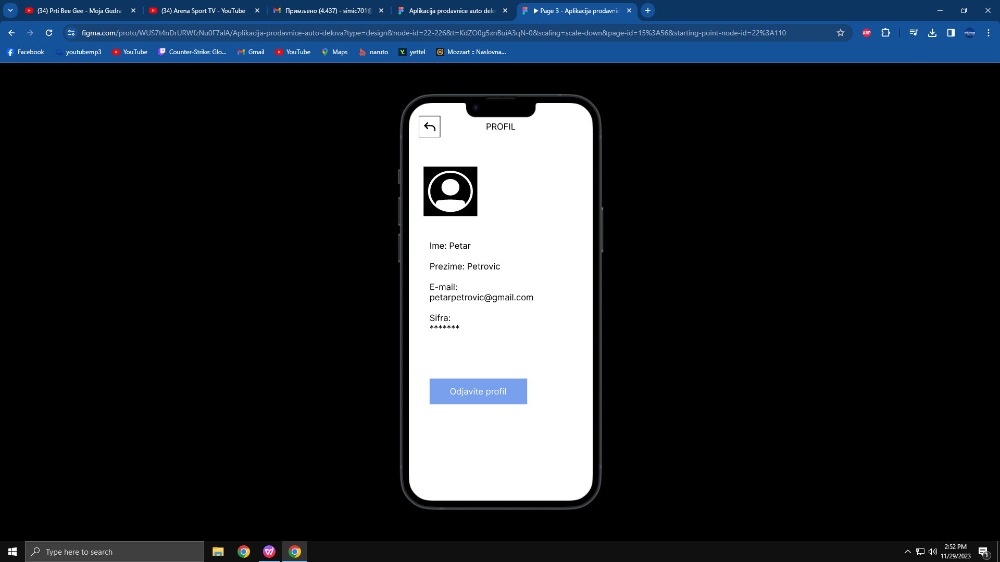 (34) Prti Bee Gee - Moja Gudra
(34) Arena Sport TV - YouTube
Примљено (4.437) - simic701@
Aplikacija prodavnice auto delo
Page 3 - Aplikacija prodavnic
figma.com/proto/WUS7t4nDrURWfzNu0F7alA/Aplikacija-prodavnice-auto-delova?type=design&node-id=22-226&t=KdZO0g5xnBuiA3qN-0&scaling=scale-down&page-id=15%3A56&starting-point-node-id=22%3A110
ABP
Facebook
youtubemp3
YouTube
Counter-Strike: Glo...
Gmail
YouTube
Maps
naruto
Y. yettel
Mozzart :: Naslovna...
PROFIL
Ime: Petar
Prezime: Petrovic
E-mail:
petarpetrovic@gmail.com
Sifra:
*******
Odjavite profil
Type here to search
2:52 PM
11/29/2023
1